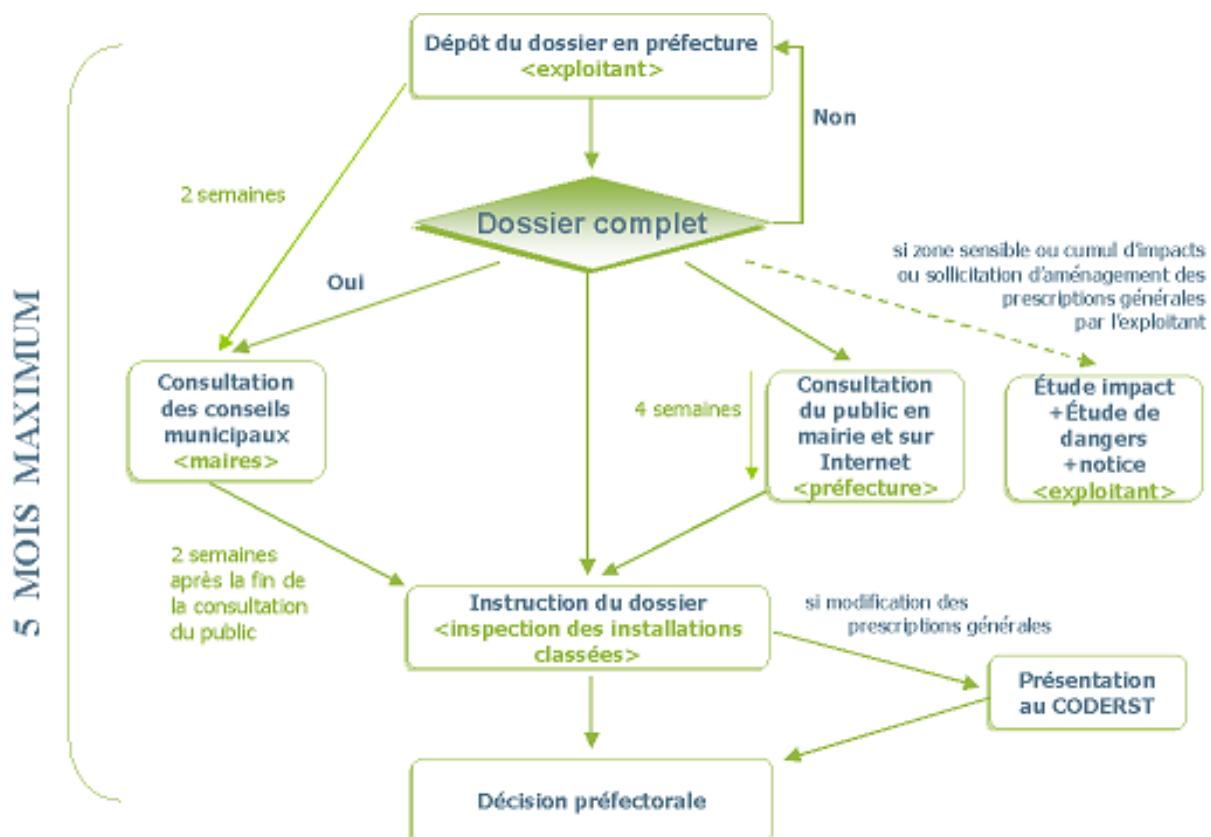 Dépôt du dossier en préfecture
<exploitant>
Non
2 semaines
Dossier complet
Oui
si zone sensible ou cumul d'impacts
ou sollicitation d'aménagement des
prescriptions générales
par l'exploitant
5 MOIS MAXIMUM
Consultation
des conseils
municipaux
<maires>
4 semaines
Consultation
du public en
mairie et sur
Internet
<préfecture>
Étude impact
+Étude de
dangers
+notice
<exploitant>
2 semaines
après la fin de
la consultation
du public
Instruction du dossier
<inspection des installations
classées>
si modification des
prescriptions générales
Présentation
au CODERST
Décision préfectorale